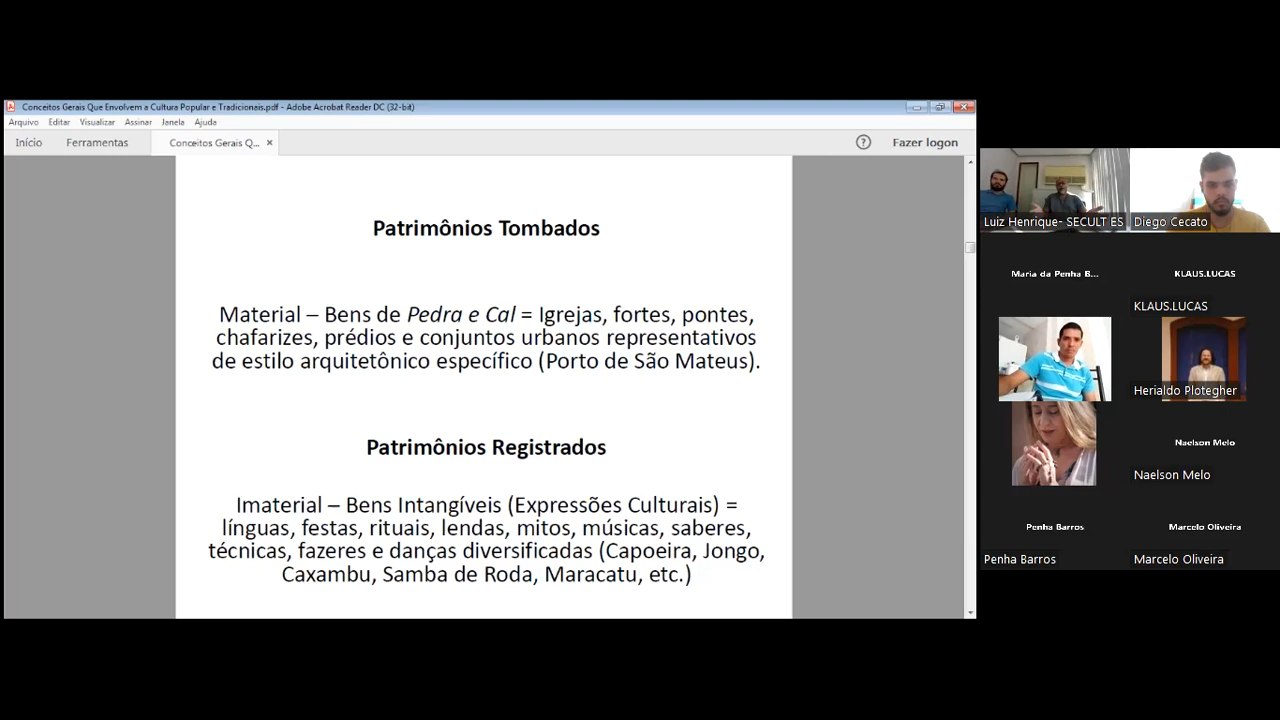 Conceitos Gerais Que Envolvem a Cultura Popular e Tradicionais.pdf - Adobe Acrobat Reader DC (32-bit)
Arquivo Editar Visualizar Assinar Janela Ajuda
Início Ferramentas Conceitos Gerais Q... × ? Fazer logon
Patrimônios Tombados
Material – Bens de Pedra e Cal = Igrejas, fortes, pontes,
chafarizes, prédios e conjuntos urbanos representativos
de estilo arquitetônico específico (Porto de São Mateus).
Patrimônios Registrados
Imaterial – Bens Intangíveis (Expressões Culturais) =
línguas, festas, rituais, lendas, mitos, músicas, saberes,
técnicas, fazeres e danças diversificadas (Capoeira, Jongo,
Caxambu, Samba de Roda, Maracatu, etc.)
Luiz Henrique- SECULT ES
Diego Cecato
Maria da Penha B...
KLAUS.LUCAS
KLAUS.LUCAS
Herialdo Plotegher
Naelson Melo
Naelson Melo
Penha Barros
Penha Barros
Marcelo Oliveira
Marcelo Oliveira